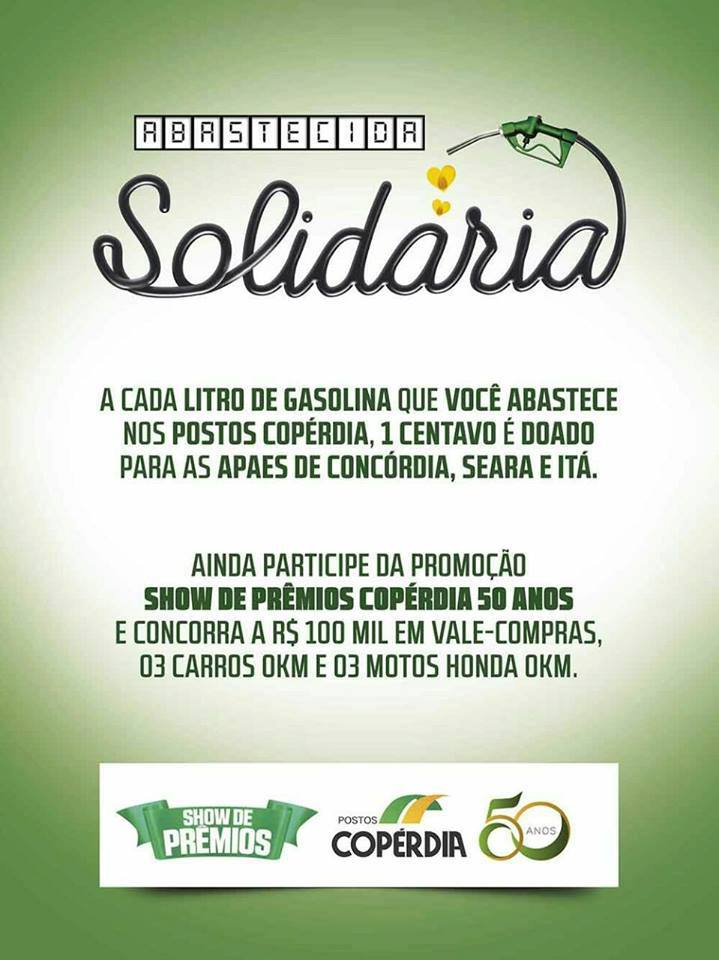 ABASTECIDA
Solidária
A CADA LITRO DE GASOLINA QUE VOCÊ ABASTECE
NOS POSTOS COPÉRDIA, 1 CENTAVO É DOADO
PARA AS APAES DE CONCÓRDIA, SEARA E ITÁ.
AINDA PARTICIPE DA PROMOÇÃO
SHOW DE PRÊMIOS COPÉRDIA 50 ANOS
E CONCORRA A R$ 100 MIL EM VALE-COMPRAS,
03 CARROS 0KM E 03 MOTOS HONDA 0KM.
SHOW DE
PRÊMIOS
POSTOS
COPÉRDIA
50
ANOS